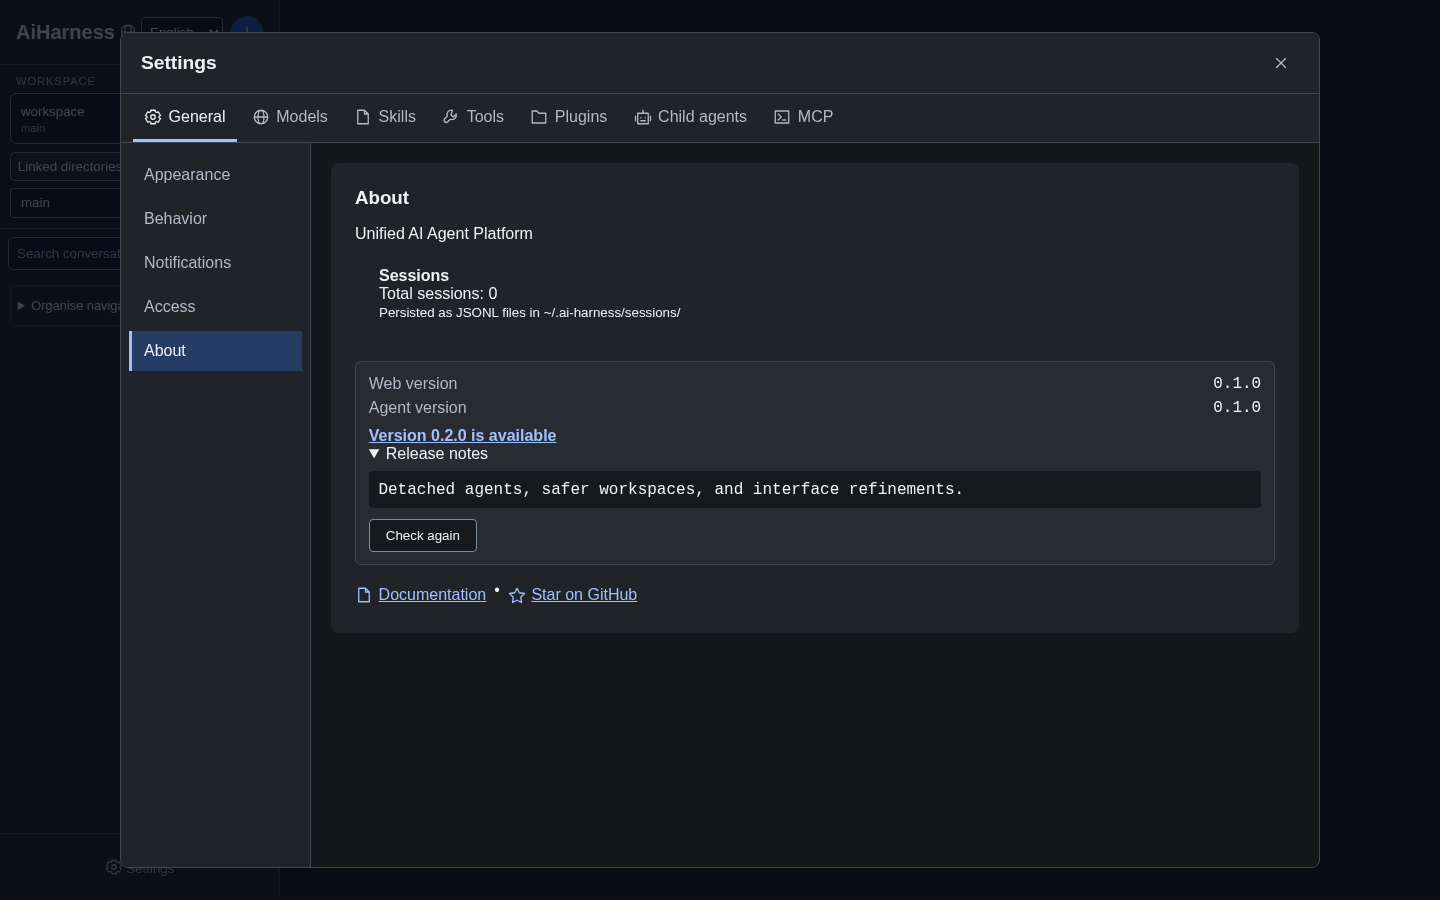 AiHarness
English
WORKSPACE
workspace
main
Linked directories
main
Search conversat
Organise naviga
Settings
Settings
General
Models
Skills
Tools
Plugins
Child agents
MCP
Appearance
Behavior
Notifications
Access
About
About
Unified AI Agent Platform
Sessions
Total sessions: 0
Persisted as JSONL files in ~/.ai-harness/sessions/
Web version 0.1.0
Agent version 0.1.0
Version 0.2.0 is available
Release notes
Detached agents, safer workspaces, and interface refinements.
Check again
Documentation • Star on GitHub